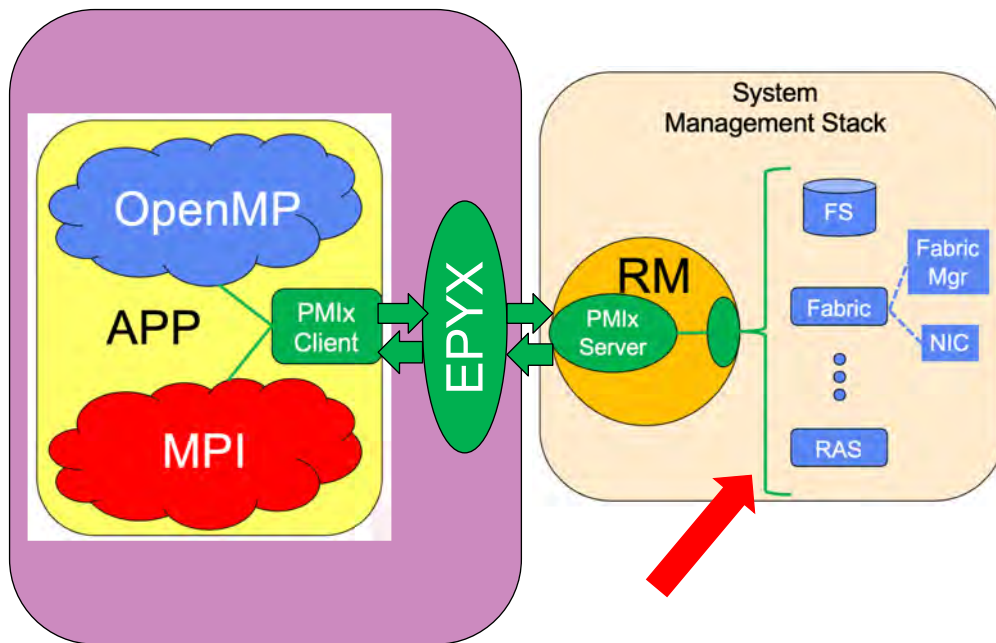 OpenMP
APP
PMIx
Client
MPI
EPYX
System
Management Stack
RM
PMIx
Server
FS
Fabric
Mgr
Fabric
NIC
RAS